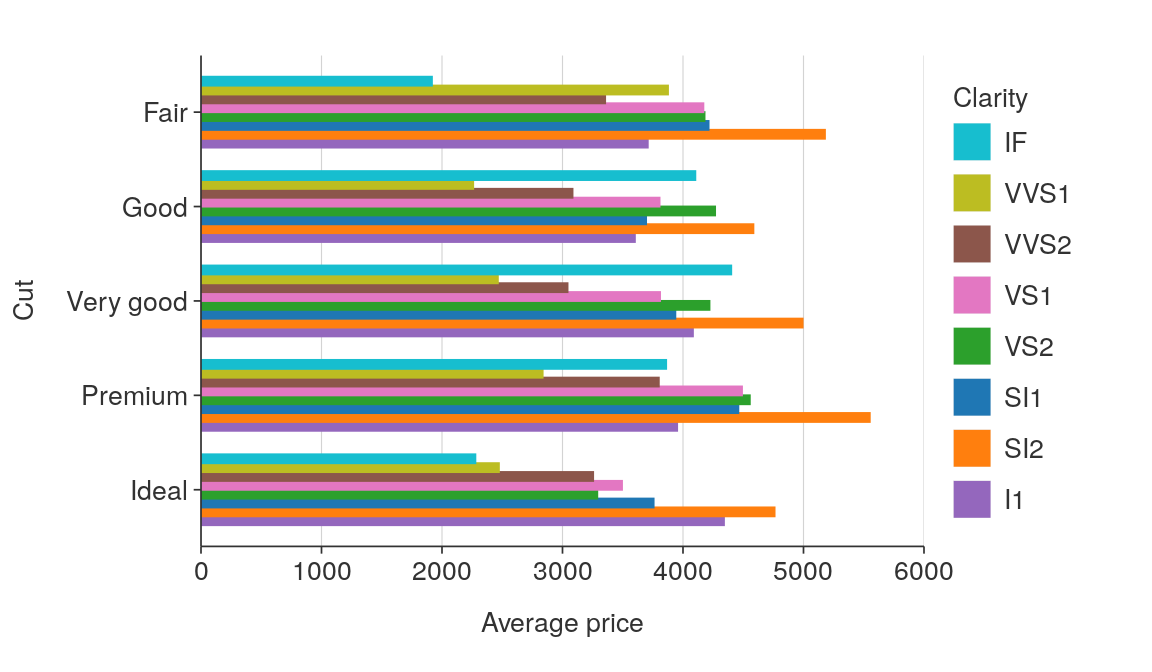 Clarity
IF
VVS1
VVS2
VS1
VS2
SI1
SI2
I1
Cut
Fair
Good
Very good
Premium
Ideal
0 1000 2000 3000 4000 5000 6000
Average price